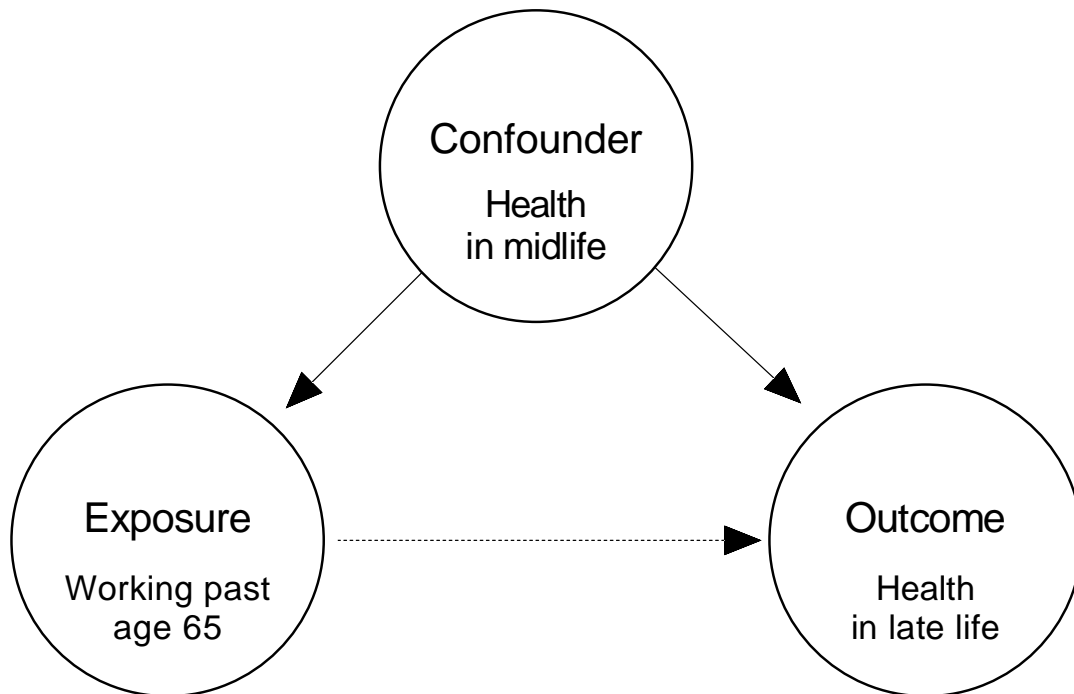 Confounder
Health
in midlife
Exposure
Working past
age 65
Outcome
Health
in late life